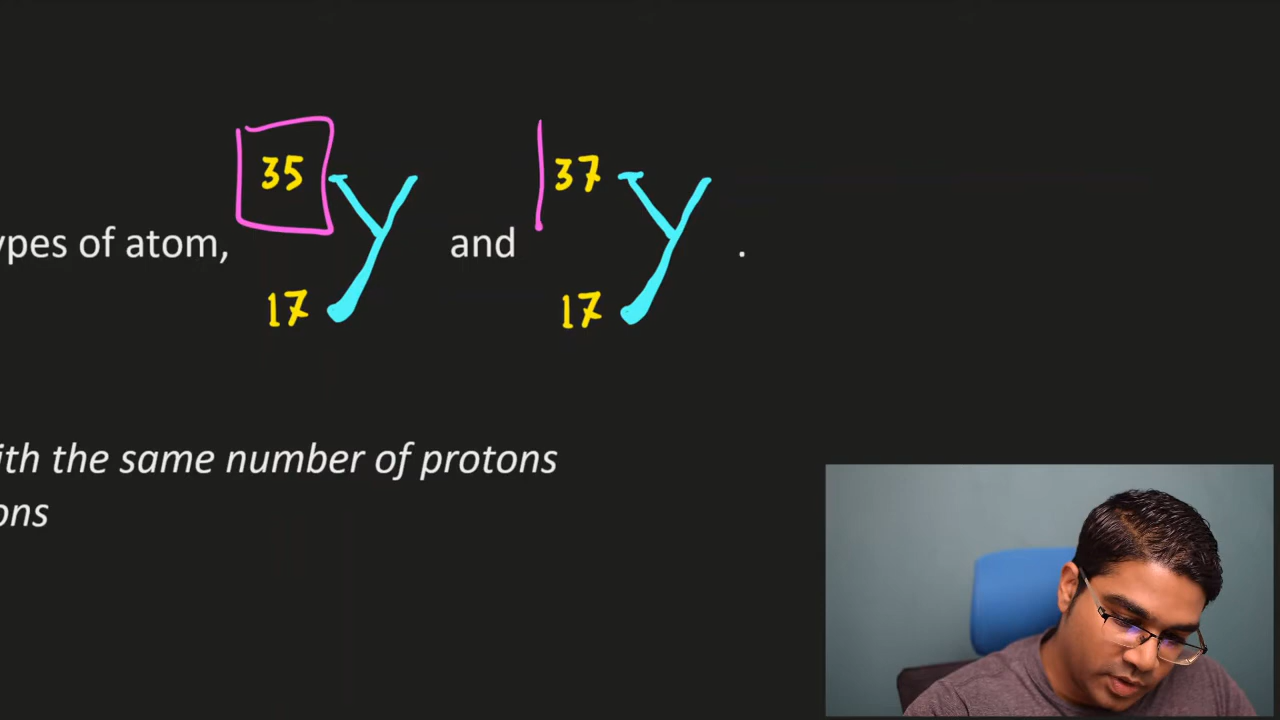 35 37
ypes of atom, y and y .
17 17
ith the same number of protons
ons